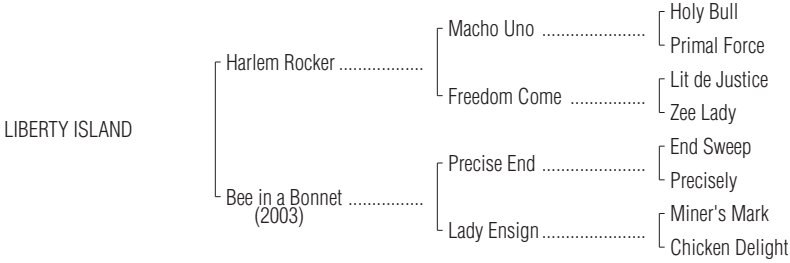 Holy Bull
Macho Uno ......................
Primal Force
Harlem Rocker ..................
Lit de Justice
Freedom Come ................
Zee Lady
LIBERTY ISLAND
End Sweep
Precise End ......................
Precisely
Bee in a Bonnet ................
(2003)
Miner's Mark
Lady Ensign ......................
Chicken Delight